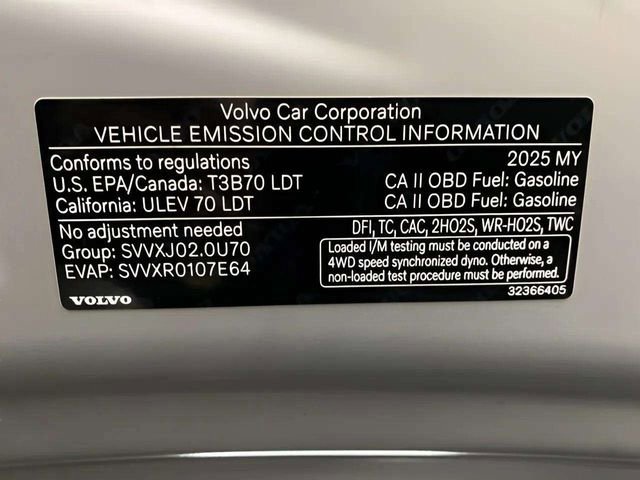 Volvo Car Corporation
VEHICLE EMISSION CONTROL INFORMATION
Conforms to regulations 2025 MY
U.S. EPA/Canada: T3B70 LDT CA II OBD Fuel: Gasoline
California: ULEV 70 LDT CA II OBD Fuel: Gasoline
No adjustment needed DFI, TC, CAC, 2HO2S, WR-HO2S, TWC
Group: SVVXJ02.0U70
EVAP: SVVXR0107E64
Loaded I/M testing must be conducted on a
4WD speed synchronized dyno. Otherwise, a
non-loaded test procedure must be performed.
VOLVO 32366405